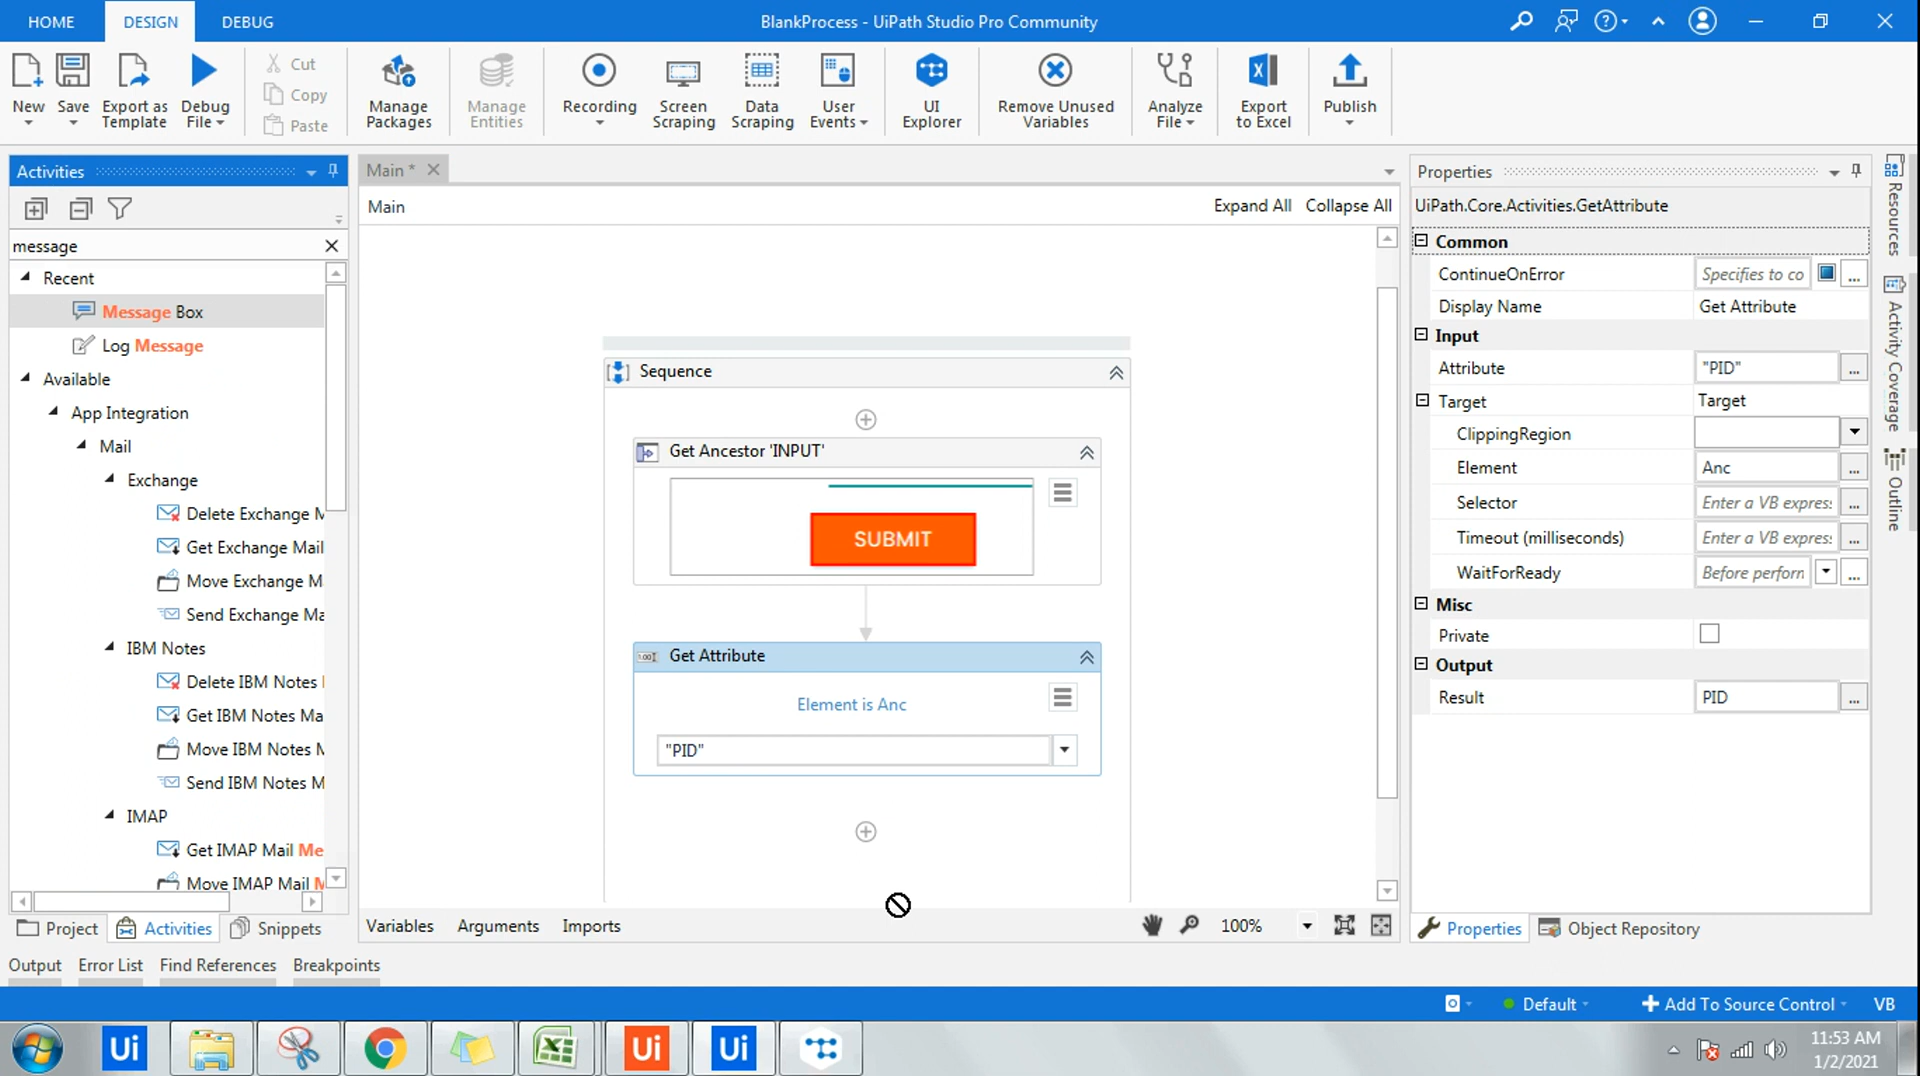 HOME DESIGN DEBUG
BlankProcess - UiPath Studio Pro Community
New
Save
Export as
Template
Debug
File
Cut
Copy
Paste
Manage
Packages
Manage
Entities
Recording
Screen
Scraping
Data
Scraping
User
Events
UI
Explorer
Remove Unused
Variables
Analyze
File
Export
to Excel
Publish
Activities
message
Recent
Message Box
Log Message
Available
App Integration
Mail
Exchange
Delete Exchange M
Get Exchange Mail
Move Exchange M
Send Exchange Ma
IBM Notes
Delete IBM Notes
Get IBM Notes Ma
Move IBM Notes M
Send IBM Notes M
IMAP
Get IMAP Mail Me
Move IMAP Mail M
Project Activities Snippets
Main *
Main
Expand All Collapse All
Sequence
Get Ancestor 'INPUT'
SUBMIT
Get Attribute
Element is Anc
"PID"
Variables Arguments Imports
100%
Properties
UiPath.Core.Activities.GetAttribute
Common
ContinueOnError Specifies to co ...
Display Name Get Attribute
Input
Attribute "PID" ...
Target Target
ClippingRegion
Element Anc ...
Selector Enter a VB express ...
Timeout (milliseconds) Enter a VB express ...
WaitForReady Before perforn ...
Misc
Private
Output
Result PID ...
Properties Object Repository
Resources
Activity Coverage
Outline
Output Error List Find References Breakpoints
Default
Add To Source Control
VB
Ui
Ui
Ui
11:53 AM
1/2/2021